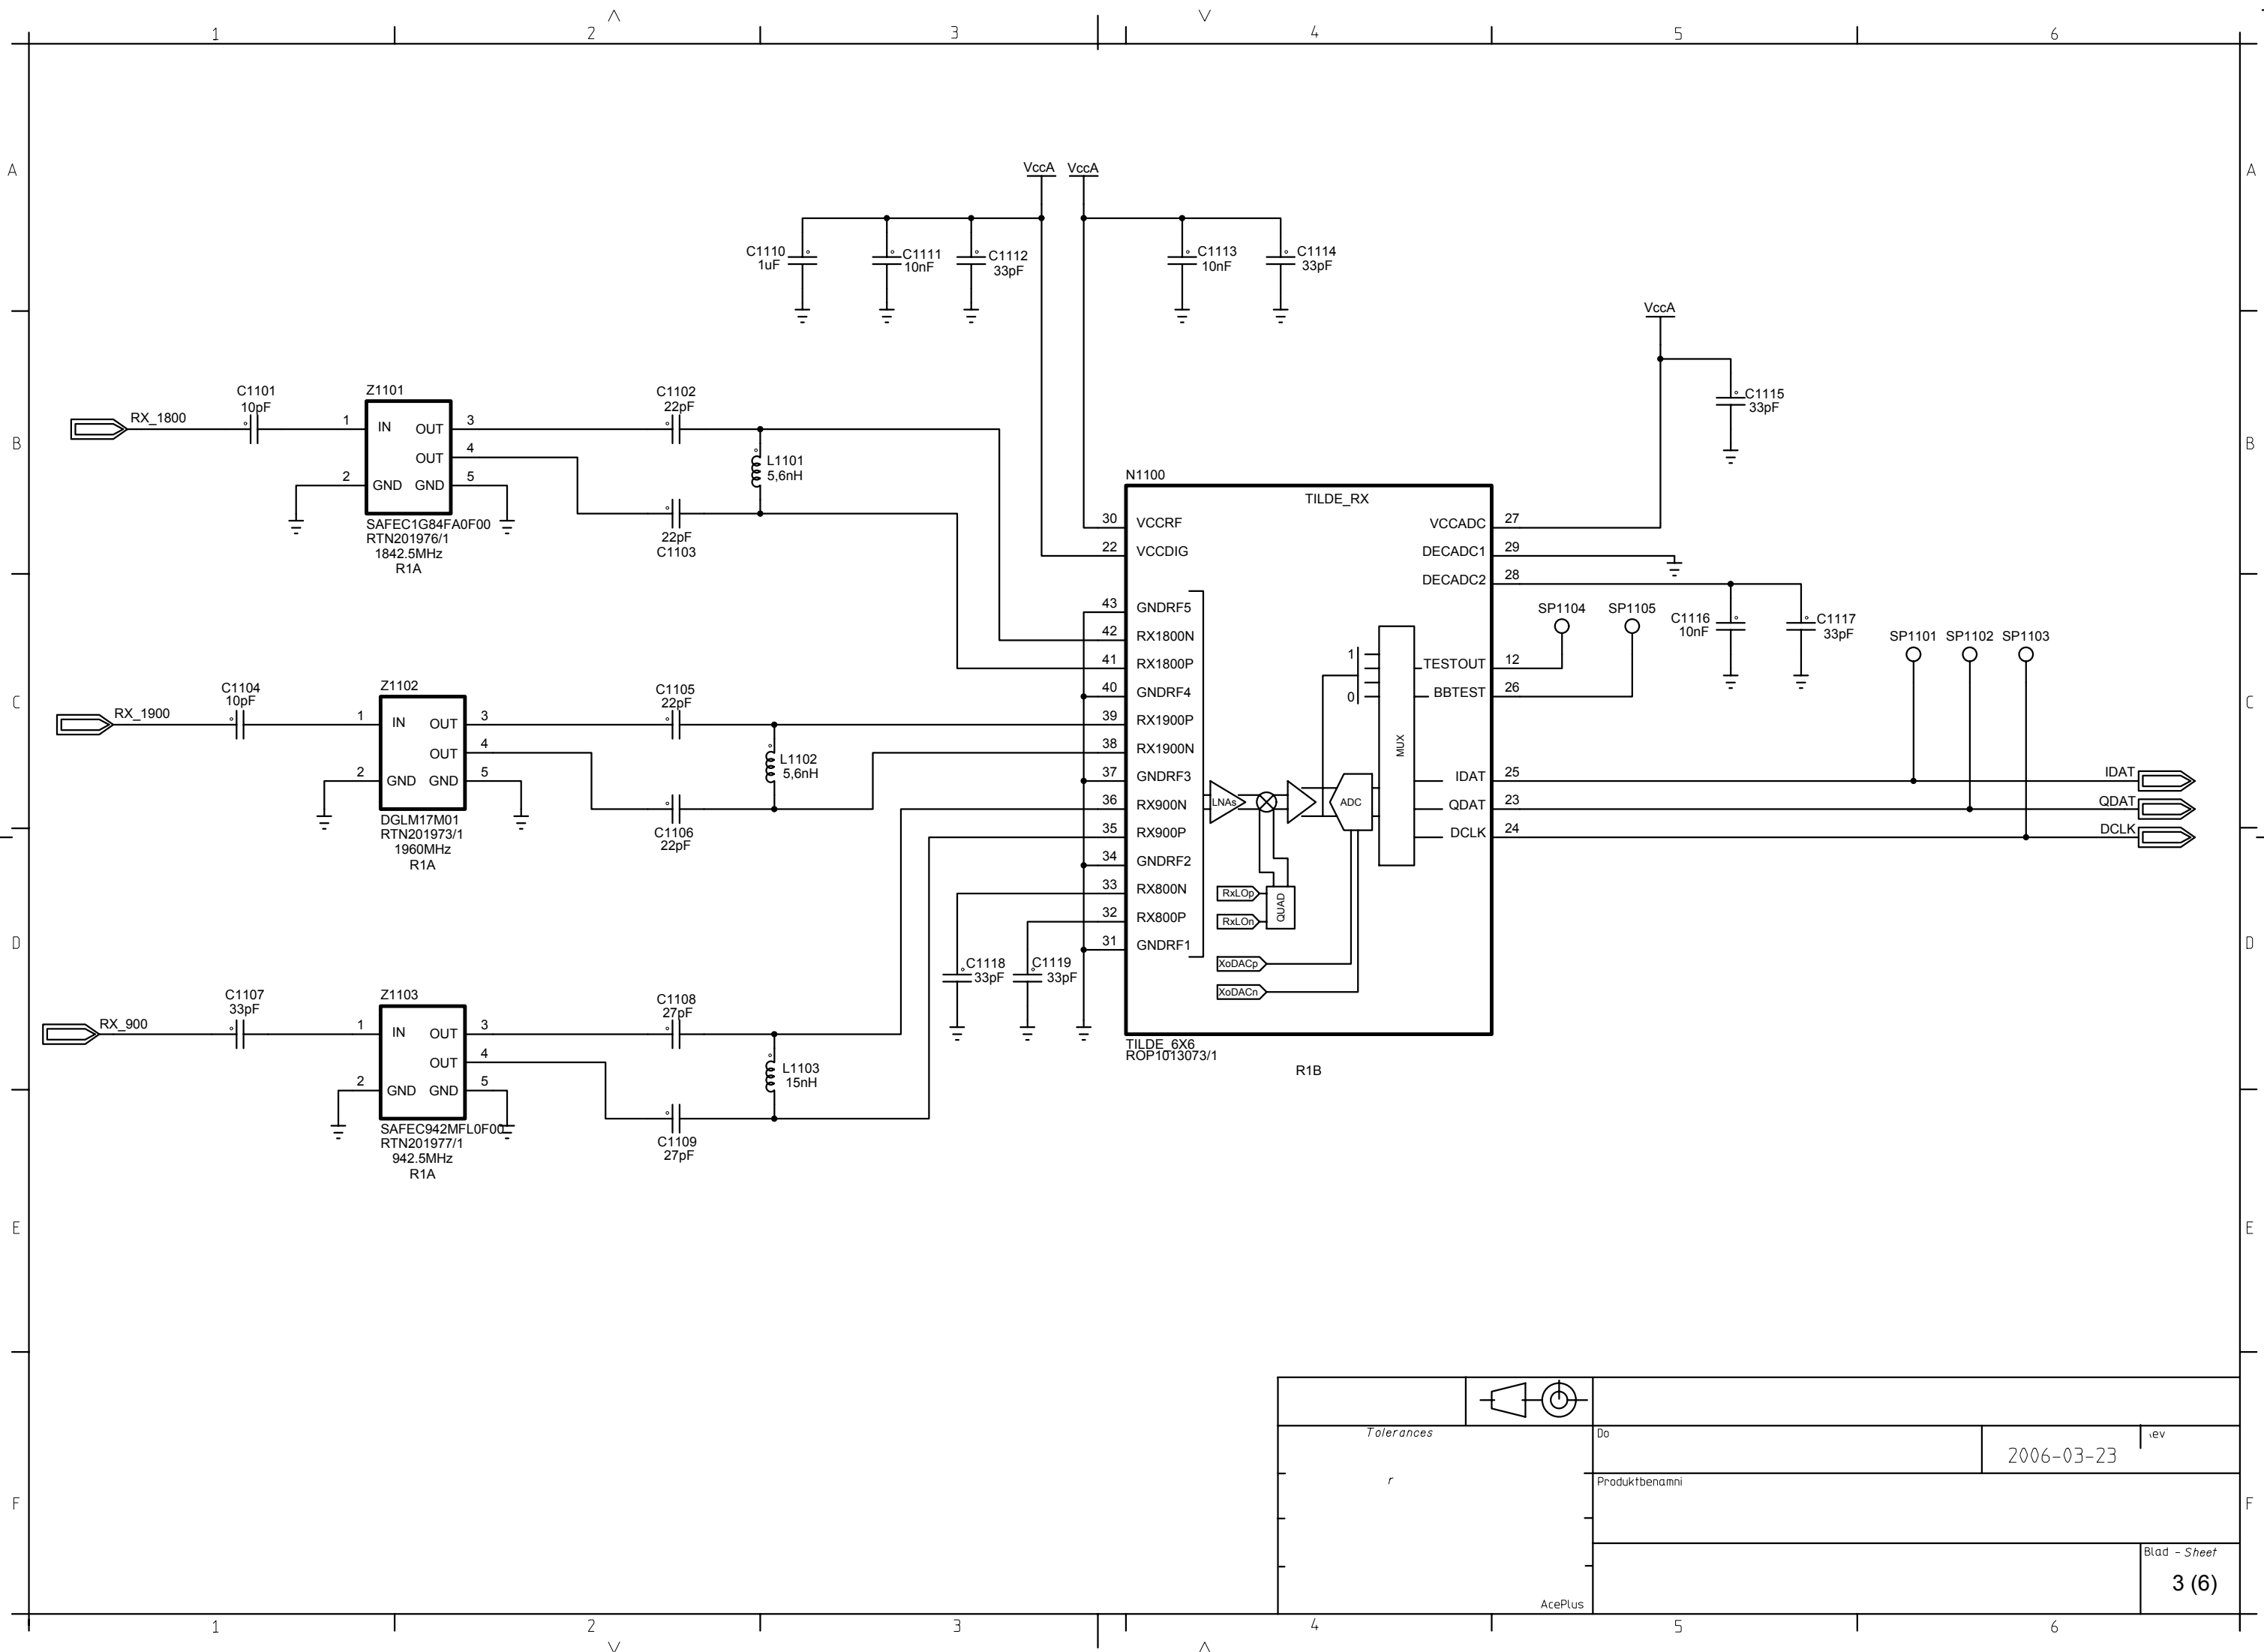 1 2 3 4 5 6
A A
VccA VccA
C1110
1uF
C1111
10nF
C1112
33pF
C1113
10nF
C1114
33pF
VccA
C1115
33pF
B B
RX_1800
C1101
10pF
Z1101
1 IN OUT 3
OUT 4
2 GND GND 5
SAFEC1G84FA0F00
RTN201976/1
1842.5MHz
R1A
C1102
22pF
L1101
5,6nH
22pF
C1103
N1100
TILDE_RX
30 VCCRF
22 VCCDIG
43 GNDRF5
42 RX1800N
41 RX1800P
40 GNDRF4
39 RX1900P
38 RX1900N
37 GNDRF3
36 RX900N
35 RX900P
34 GNDRF2
33 RX800N
32 RX800P
31 GNDRF1
VCCADC 27
DECADC1 29
DECADC2 28
TESTOUT 12
BBTEST 26
IDAT 25
QDAT 23
DCLK 24
1
0
MUX
LNAs
ADC
QUAD
RxLOp
RxLOn
XoDACp
XoDACn
TILDE_6X6
ROP1013073/1
R1B
SP1104 SP1105
C1116
10nF
C1117
33pF
SP1101 SP1102 SP1103
IDAT
QDAT
DCLK
C C
RX_1900
C1104
10pF
Z1102
1 IN OUT 3
OUT 4
2 GND GND 5
DGLM17M01
RTN201973/1
1960MHz
R1A
C1105
22pF
L1102
5,6nH
C1106
22pF
D D
C1118
33pF
C1119
33pF
RX_900
C1107
33pF
Z1103
1 IN OUT 3
OUT 4
2 GND GND 5
SAFEC942MFL0F00
RTN201977/1
942.5MHz
R1A
C1108
27pF
L1103
15nH
C1109
27pF
E E
F F
Tolerances
r
AcePlus
Do
2006-03-23
ev
Produktbenamni
Blad - Sheet
3 (6)
1 2 3 4 5 6